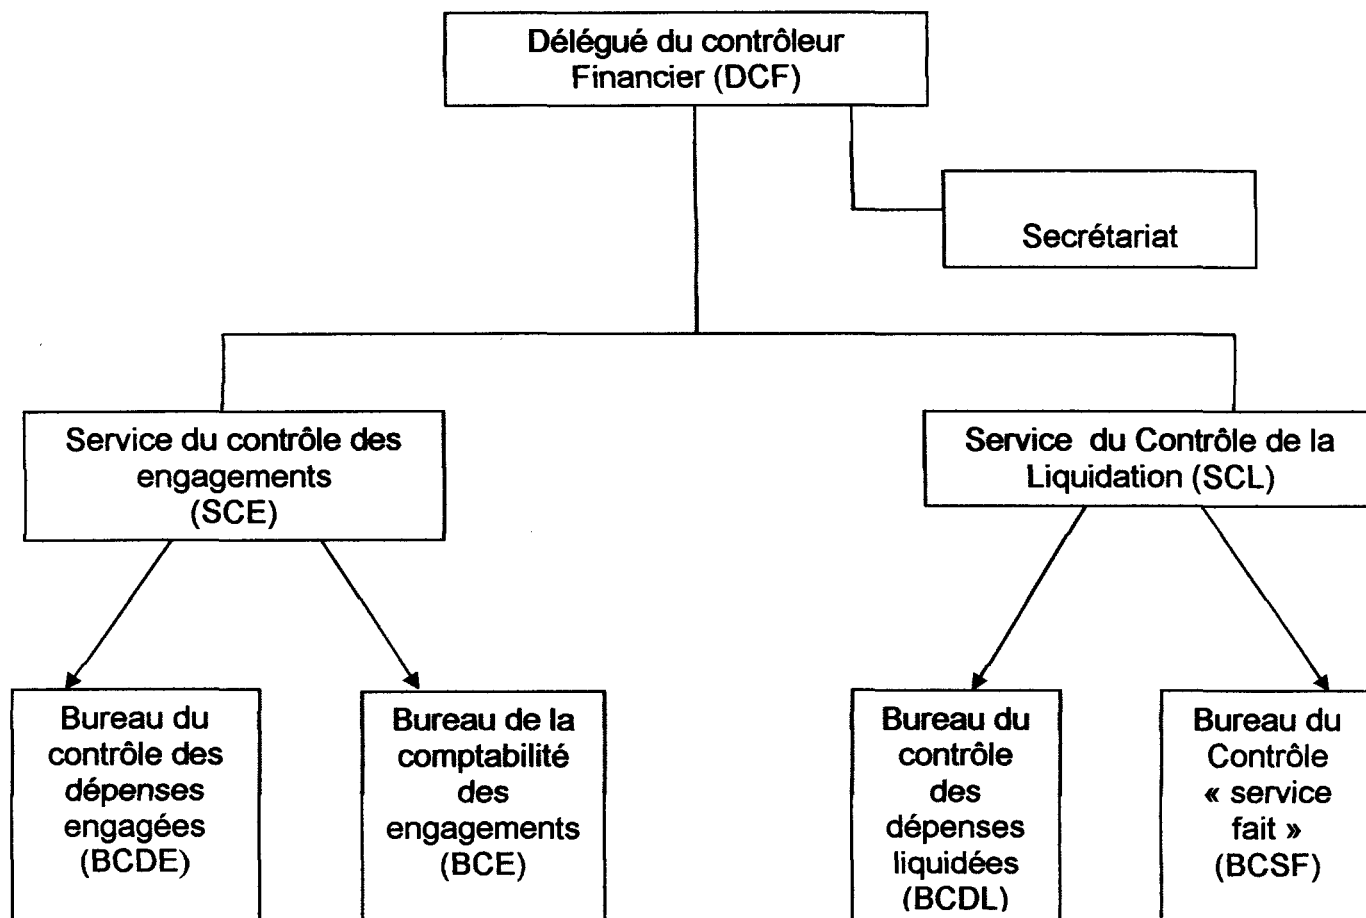 Délégué du contrôleur
Financier (DCF)
Secrétariat
Service du contrôle des
engagements
(SCE)
Service du Contrôle de la
Liquidation (SCL)
Bureau du
contrôle des
dépenses
engagées
(BCDE)
Bureau de la
comptabilité
des
engagements
(BCE)
Bureau du
contrôle
des
dépenses
liquidées
(BCDL)
Bureau du
Contrôle
« service
fait »
(BCSF)